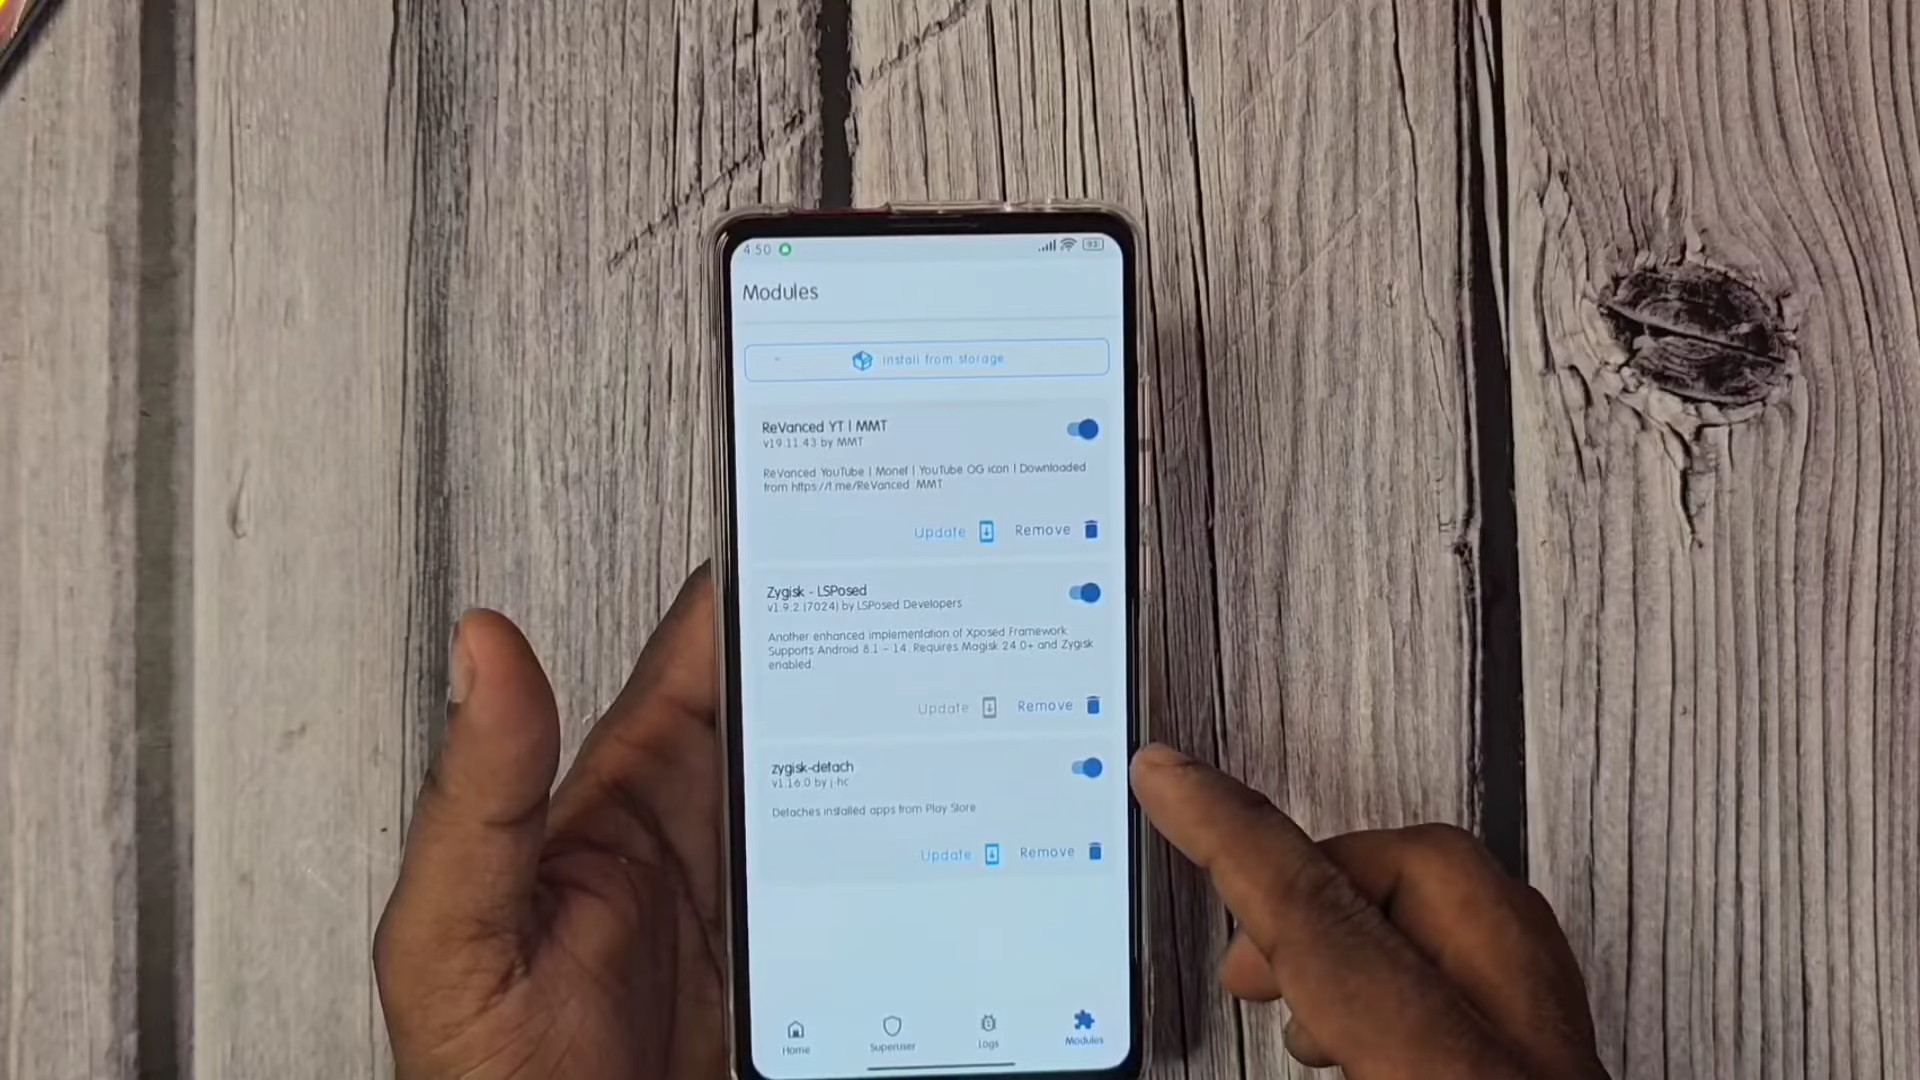 4:50
93
Modules
Install from storage
ReVanced YT | MMT
v19.11.43 by MMT
ReVanced YouTube | Monet | YouTube OG icon | Downloaded
from https://t.me/ReVanced_MMT
Update
Remove
Zygisk - LSPosed
v1.9.2 (7024) by LSPosed Developers
Another enhanced implementation of Xposed Framework.
Supports Android 8.1 ~ 14. Requires Magisk 24.0+ and Zygisk
enabled.
Update
Remove
zygisk-detach
v1.16.0 by j-hc
Detaches installed apps from Play Store
Update
Remove
Home
Superuser
Logs
Modules